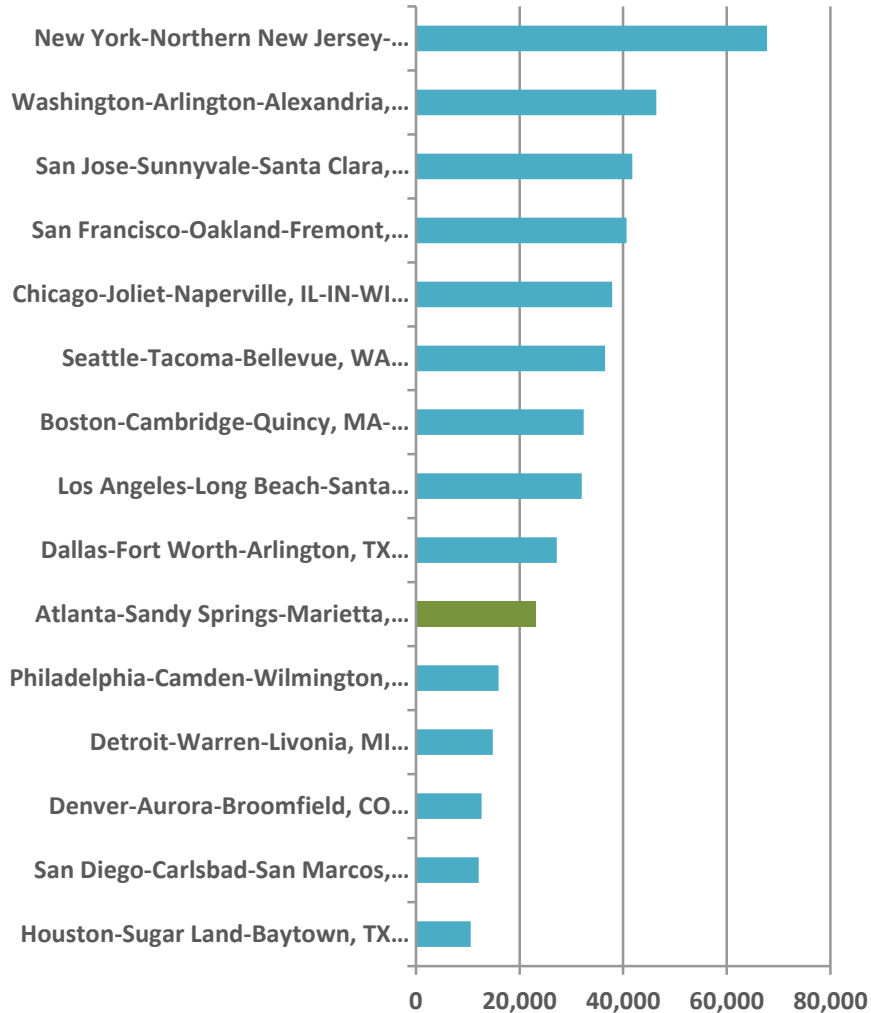 New York-Northern New Jersey-…
Washington-Arlington-Alexandria,…
San Jose-Sunnyvale-Santa Clara,…
San Francisco-Oakland-Fremont,…
Chicago-Joliet-Naperville, IL-IN-WI…
Seattle-Tacoma-Bellevue, WA…
Boston-Cambridge-Quincy, MA-…
Los Angeles-Long Beach-Santa…
Dallas-Fort Worth-Arlington, TX…
Atlanta-Sandy Springs-Marietta,…
Philadelphia-Camden-Wilmington,…
Detroit-Warren-Livonia, MI…
Denver-Aurora-Broomfield, CO…
San Diego-Carlsbad-San Marcos,…
Houston-Sugar Land-Baytown, TX…
0 20,000 40,000 60,000 80,000